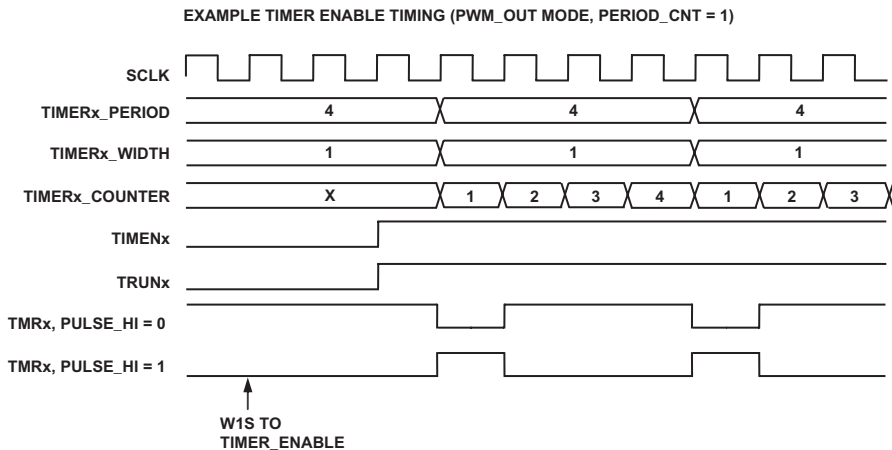 EXAMPLE TIMER ENABLE TIMING (PWM_OUT MODE, PERIOD_CNT = 1)
SCLK
TIMERx_PERIOD 4 4 4
TIMERx_WIDTH 1 1 1
TIMERx_COUNTER X 1 2 3 4 1 2 3
TIMENx
TRUNx
TMRx, PULSE_HI = 0
TMRx, PULSE_HI = 1
W1S TO
TIMER_ENABLE